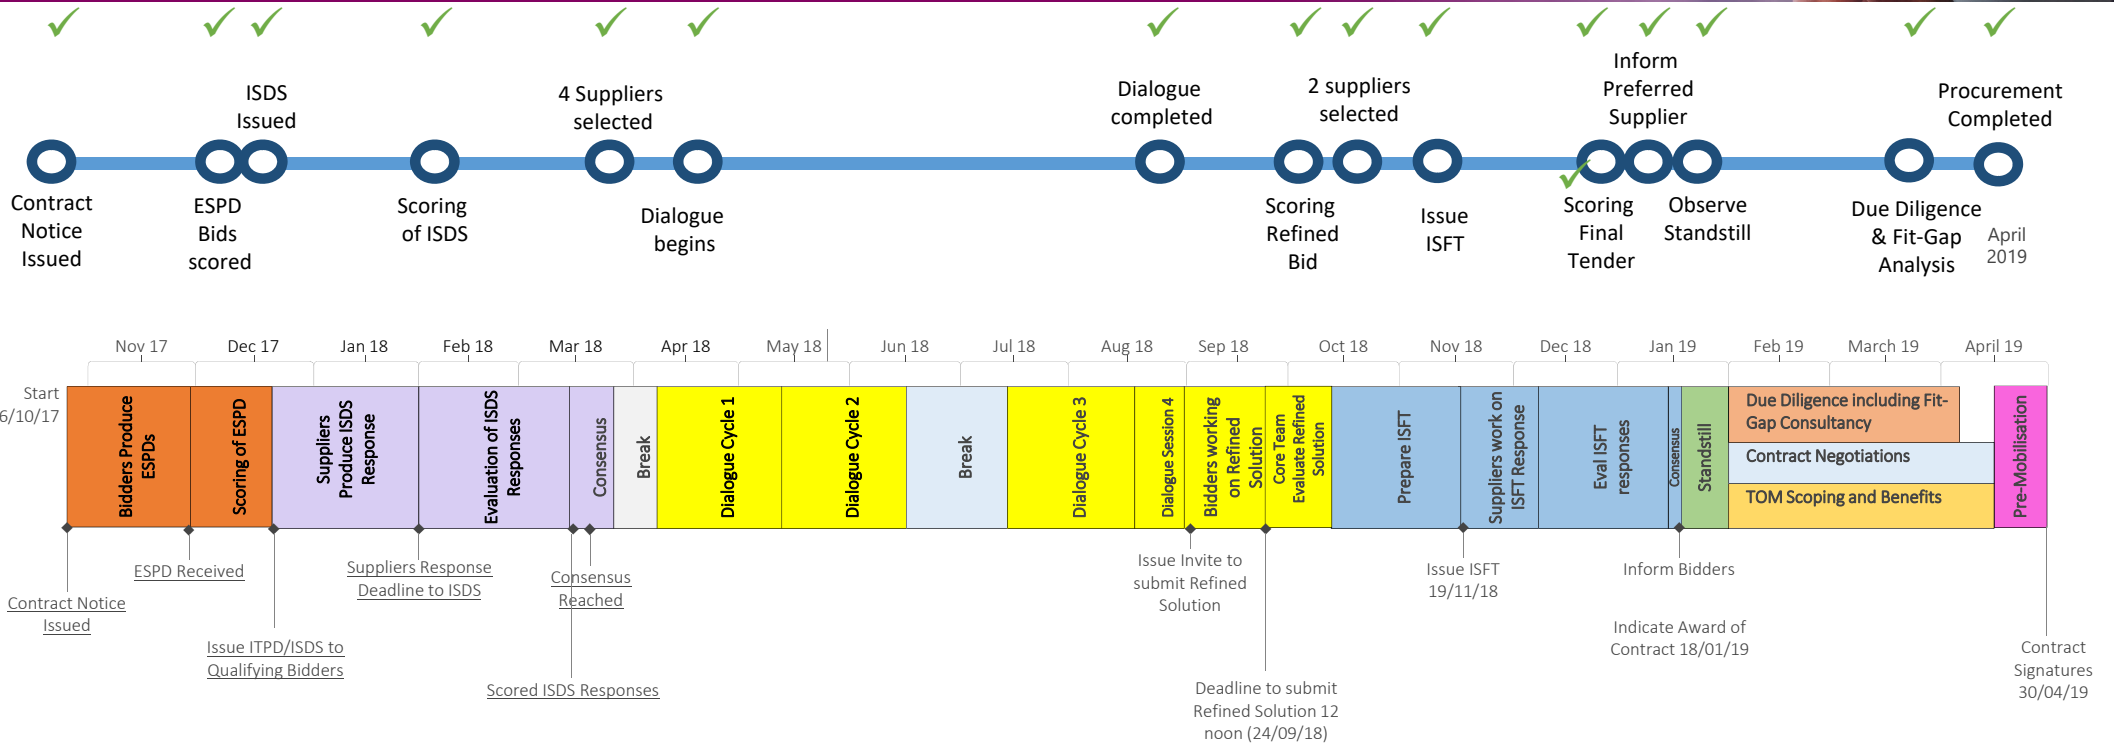 ISDS
Issued
4 Suppliers
selected
Dialogue
completed
2 suppliers
selected
Inform
Preferred
Supplier
Procurement
Completed
Contract
Notice
Issued
ESPD
Bids
scored
Scoring
of ISDS
Dialogue
begins
Scoring
Refined
Bid
Issue
ISFT
Scoring
Final
Tender
Observe
Standstill
Due Diligence
& Fit-Gap
Analysis
April
2019
Nov 17
Dec 17
Jan 18
Feb 18
Mar 18
Apr 18
May 18
Jun 18
Jul 18
Aug 18
Sep 18
Oct 18
Nov 18
Dec 18
Jan 19
Feb 19
March 19
April 19
Start
6/10/17
Bidders Produce
ESPDs
Scoring of ESPD
Suppliers
Produce ISDS
Response
Evaluation of ISDS
Responses
Consensus
Break
Dialogue Cycle 1
Dialogue Cycle 2
Break
Dialogue Cycle 3
Dialogue Session 4
Bidders working
on Refined
Solution
Core Team
Evaluate Refined
Solution
Prepare ISFT
Suppliers work on
ISFT Response
Eval ISFT
responses
Consensus
Standstill
Due Diligence including Fit-
Gap Consultancy
Contract Negotiations
TOM Scoping and Benefits
Pre-Mobilisation
Contract Notice
Issued
ESPD Received
Issue ITPD/ISDS to
Qualifying Bidders
Suppliers Response
Deadline to ISDS
Consensus
Reached
Scored ISDS Responses
Issue Invite to
submit Refined
Solution
Deadline to submit
Refined Solution 12
noon (24/09/18)
Issue ISFT
19/11/18
Inform Bidders
Indicate Award of
Contract 18/01/19
Contract
Signatures
30/04/19